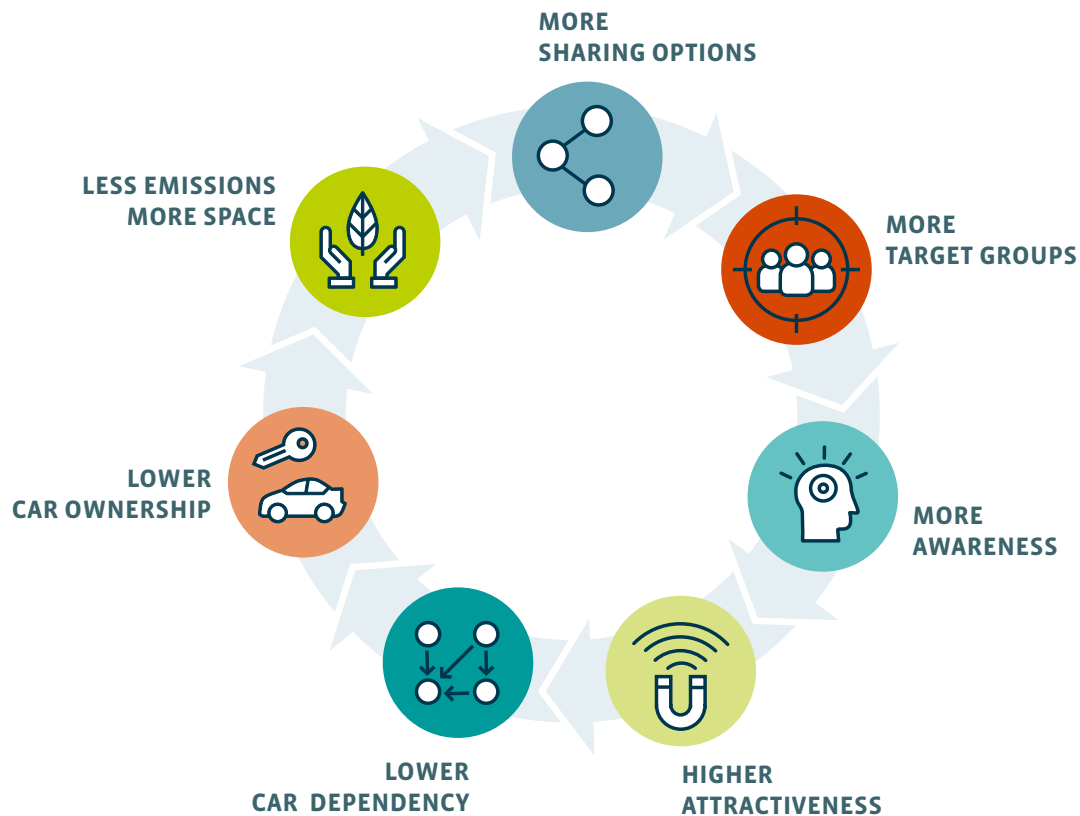 MORE
SHARING OPTIONS
MORE
TARGET GROUPS
MORE
AWARENESS
HIGHER
ATTRACTIVENESS
LOWER
CAR DEPENDENCY
LOWER
CAR OWNERSHIP
LESS EMISSIONS
MORE SPACE